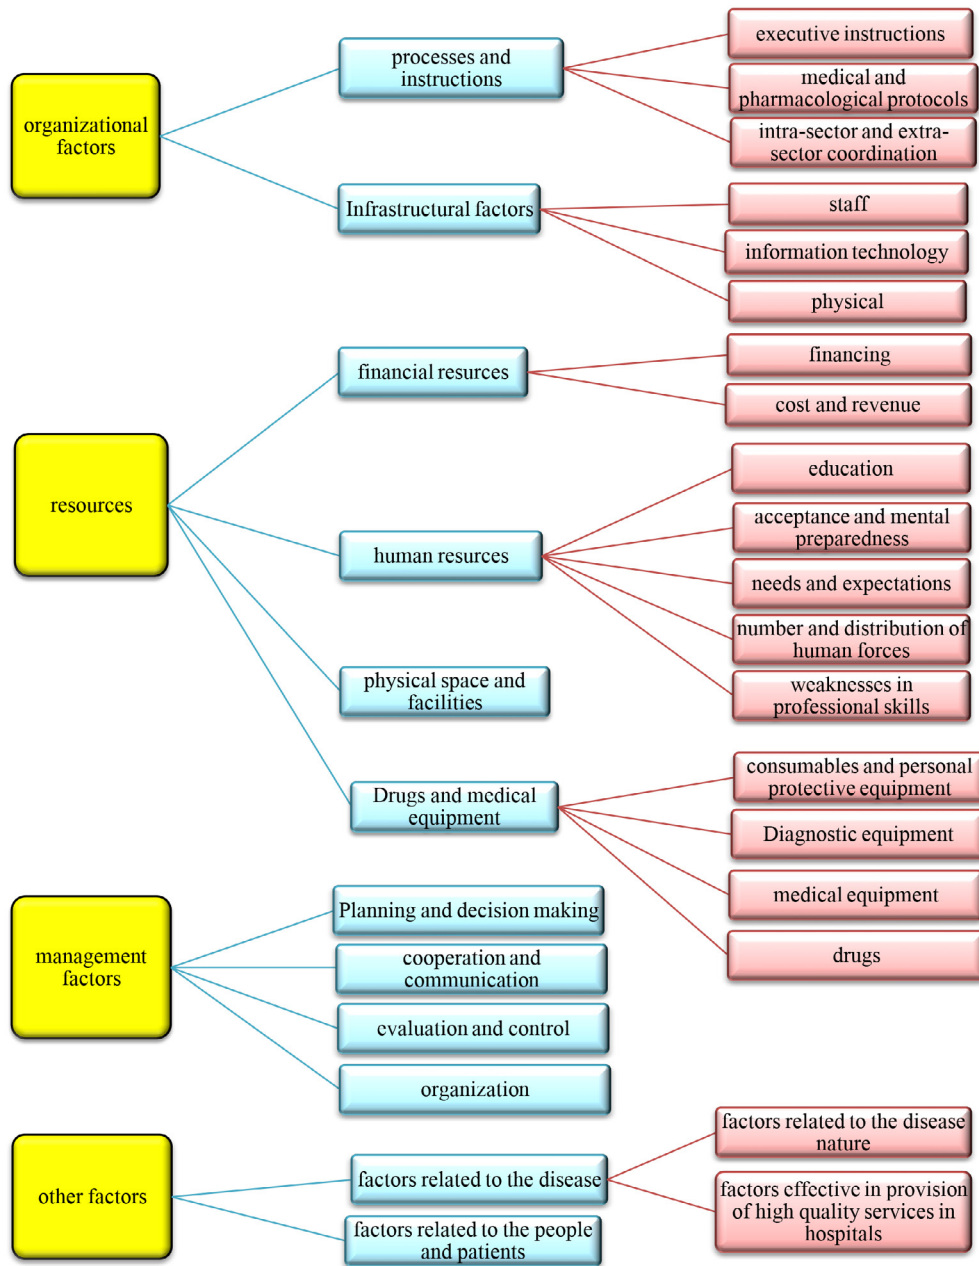 organizational
factors
processes and
instructions
executive instructions
medical and
pharmacological protocols
intra-sector and extra-
sector coordination
Infrastructural factors
staff
information technology
physical
resources
financial resurces
financing
cost and revenue
human resurces
education
acceptance and mental
preparedness
needs and expectations
number and distribution of
human forces
weaknesses in
professional skills
physical space and
facilities
Drugs and medical
equipment
consumables and personal
protective equipment
Diagnostic equipment
medical equipment
drugs
management
factors
Planning and decision making
cooperation and
communication
evaluation and control
organization
other factors
factors related to the disease
factors related to the disease
nature
factors effective in provision
of high quality services in
hospitals
factors related to the people
and patients